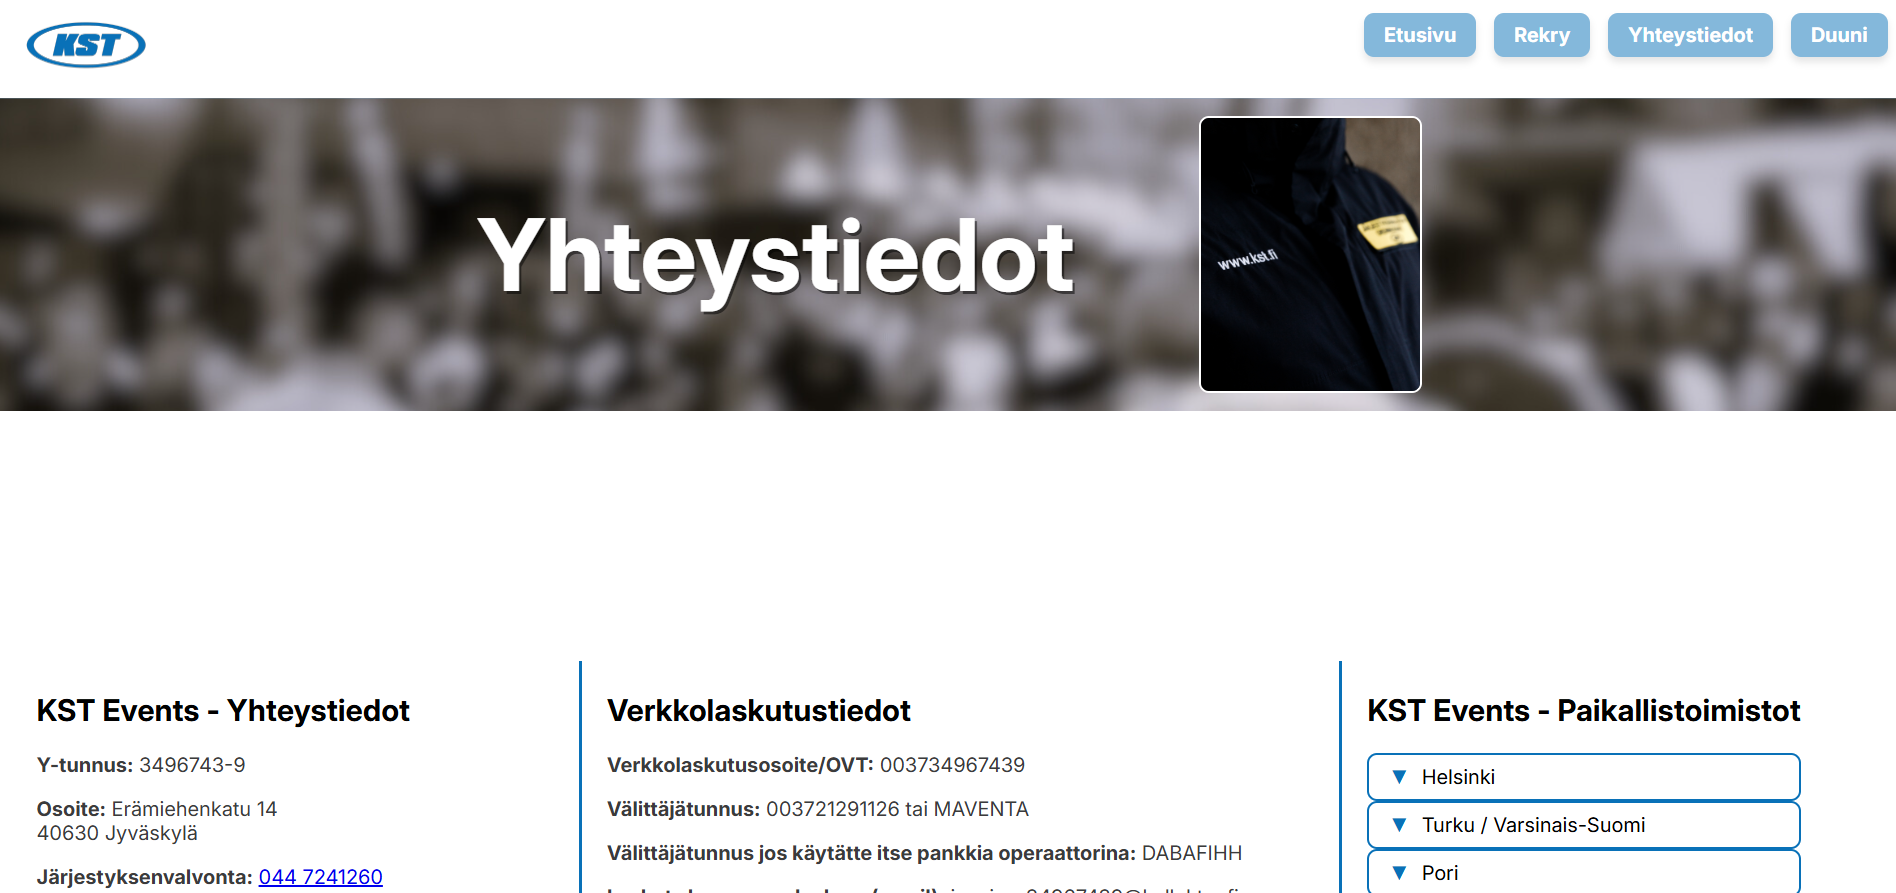 KST
Etusivu
Rekry
Yhteystiedot
Duuni
Yhteystiedot
www.kst.fi
KST Events - Yhteystiedot
Y-tunnus: 3496743-9
Osoite: Erämiehenkatu 14
40630 Jyväskylä
Järjestyksenvalvonta: 044 7241260
Verkkolaskutustiedot
Verkkolaskutusosoite/OVT: 003734967439
Välittäjätunnus: 003721291126 tai MAVENTA
Välittäjätunnus jos käytätte itse pankkia operaattorina: DABAFIHH
KST Events - Paikallistoimistot
▼ Helsinki
▼ Turku / Varsinais-Suomi
▼ Pori